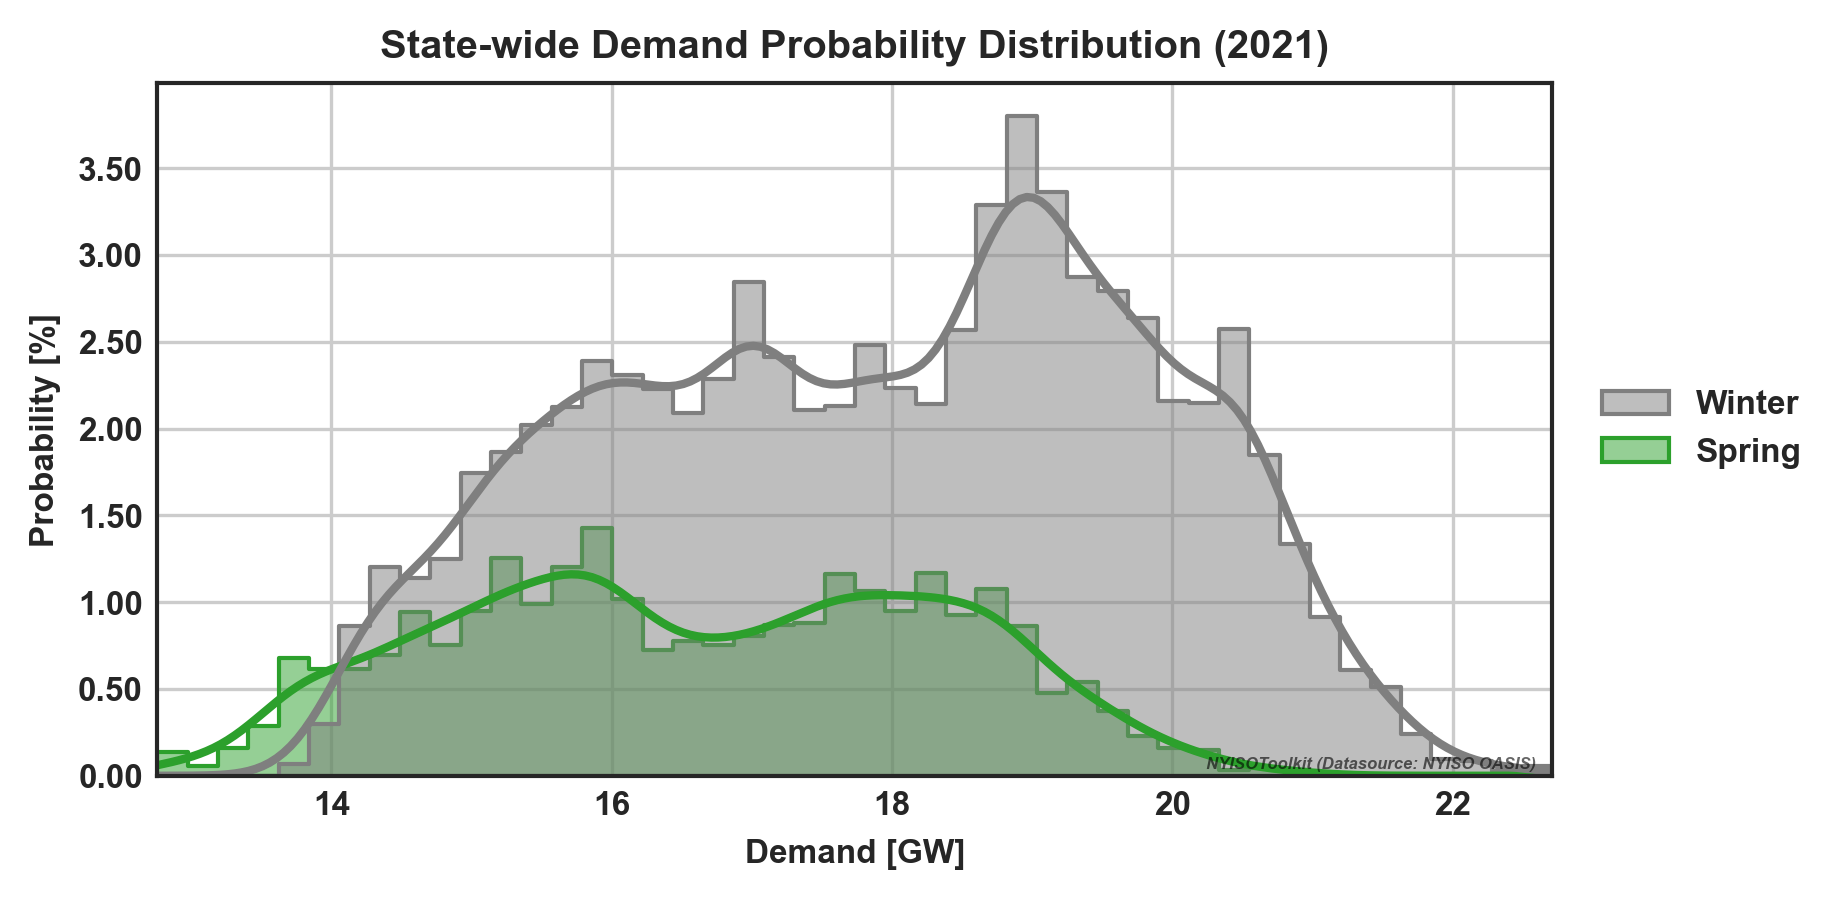 State-wide Demand Probability Distribution (2021)
Probability [%]
3.50
3.00
2.50
2.00
1.50
1.00
0.50
0.00
14 16 18 20 22
Demand [GW]
Winter
Spring
NYISOToolkit (Datasource: NYISO OASIS)